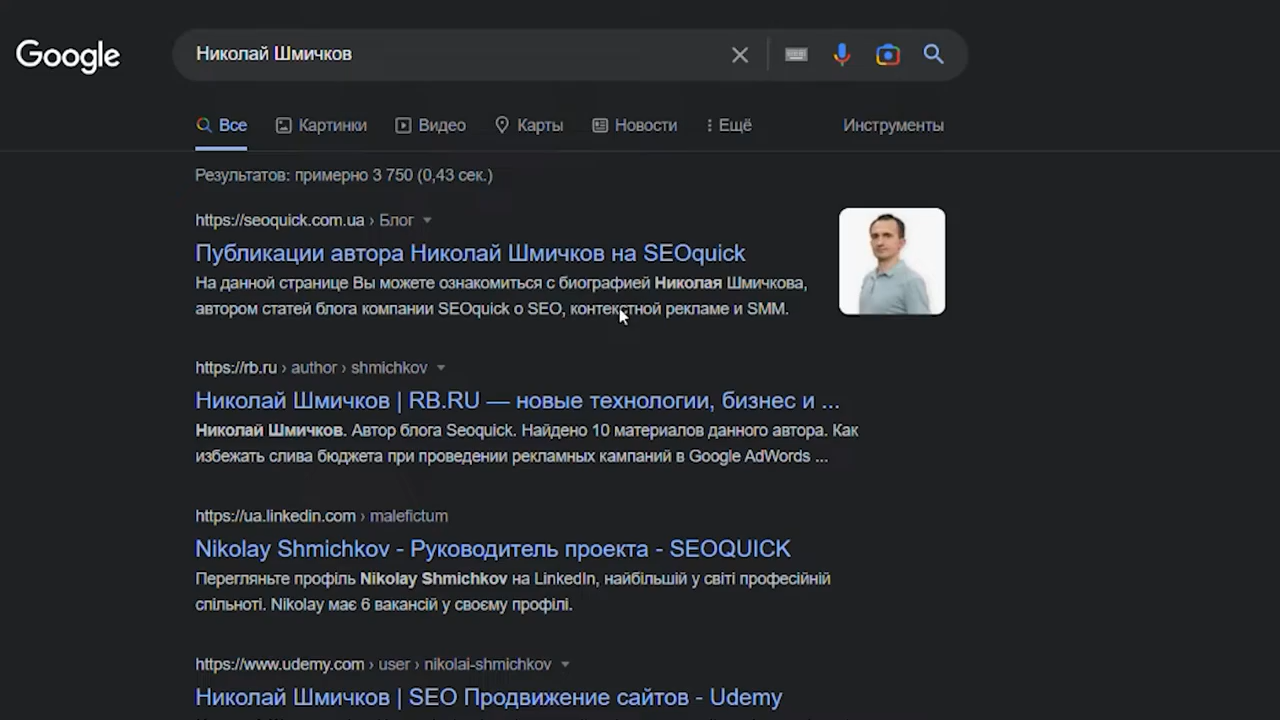 Google
Николай Шмичков
Все Картинки Видео Карты Новости Ещё Инструменты
Результатов: примерно 3 750 (0,43 сек.)
https://seoquick.com.ua › Блог
Публикации автора Николай Шмичков на SEOquick
На данной странице Вы можете ознакомиться с биографией Николая Шмичкова,
автором статей блога компании SEOquick о SEO, контекстной рекламе и SMM.
https://rb.ru › author › shmichkov
Николай Шмичков | RB.RU — новые технологии, бизнес и ...
Николай Шмичков. Автор блога Seoquick. Найдено 10 материалов данного автора. Как
избежать слива бюджета при проведении рекламных кампаний в Google AdWords ...
https://ua.linkedin.com › malefictum
Nikolay Shmichkov - Руководитель проекта - SEOQUICK
Перегляньте профіль Nikolay Shmichkov на LinkedIn, найбільшій у світі професійній
спільноті. Nikolay має 6 вакансій у своєму профілі.
https://www.udemy.com › user › nikolai-shmichkov
Николай Шмичков | SEO Продвижение сайтов - Udemy